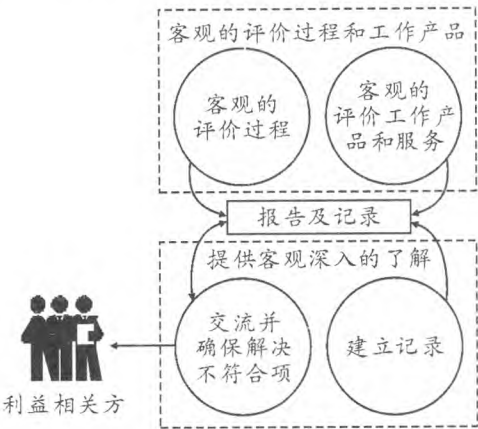 客观的评价过程和工作产品
客观的
评价过程
客观的
评价工作产
品和服务
报告及记录
提供客观深入的了解
交流并
确保解决
不符合项
建立记录
利益相关方